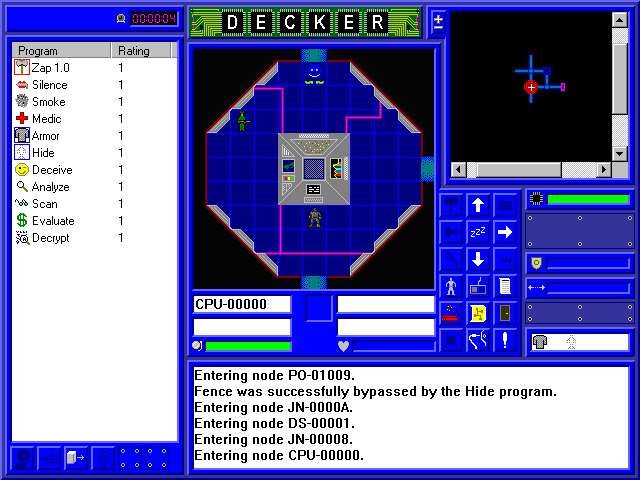 00:00:04
DECKER
Program Rating
Zap 1.0 1
Silence 1
Smoke 1
Medic 1
Armor 1
Hide 1
Deceive 1
Analyze 1
Scan 1
Evaluate 1
Decrypt 1
zZZ
CPU-00000
Entering node PO-01009.
Fence was successfully bypassed by the Hide program.
Entering node JN-0000A.
Entering node DS-00001.
Entering node JN-00008.
Entering node CPU-00000.